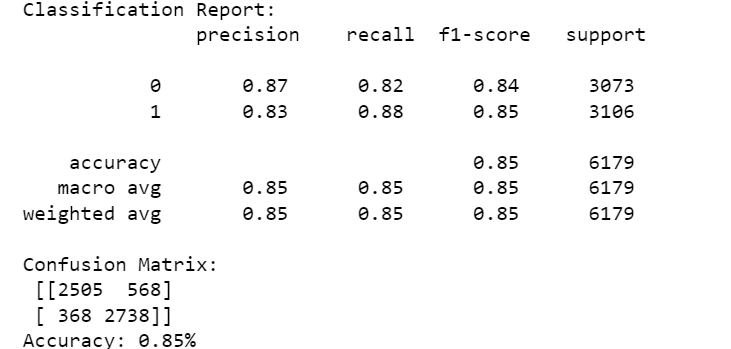 Classification Report:
precision recall f1-score support
0 0.87 0.82 0.84 3073
1 0.83 0.88 0.85 3106
accuracy 0.85 6179
macro avg 0.85 0.85 0.85 6179
weighted avg 0.85 0.85 0.85 6179
Confusion Matrix:
[[2505 568]
[ 368 2738]]
Accuracy: 0.85%